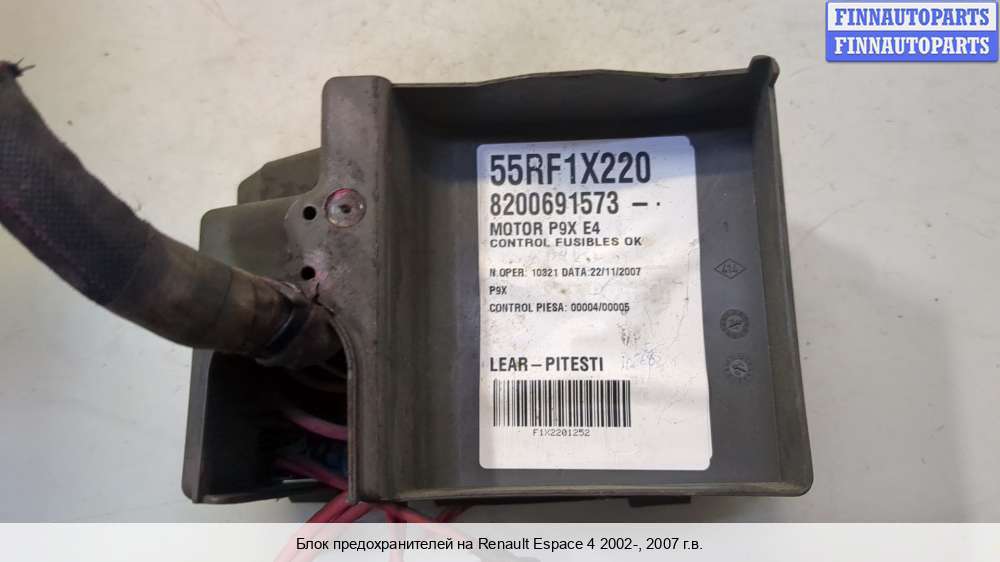 FINNAUTOPARTS
FINNAUTOPARTS
55RF1X220
8200691573 – .
MOTOR P9X E4
CONTROL FUSIBLES OK
N.OPER: 10321 DATA:22/11/2007
P9X
CONTROL PIESA: 00004/00005
LEAR–PITESTI
F1X2201252
Блок предохранителей на Renault Espace 4 2002-, 2007 г.в.